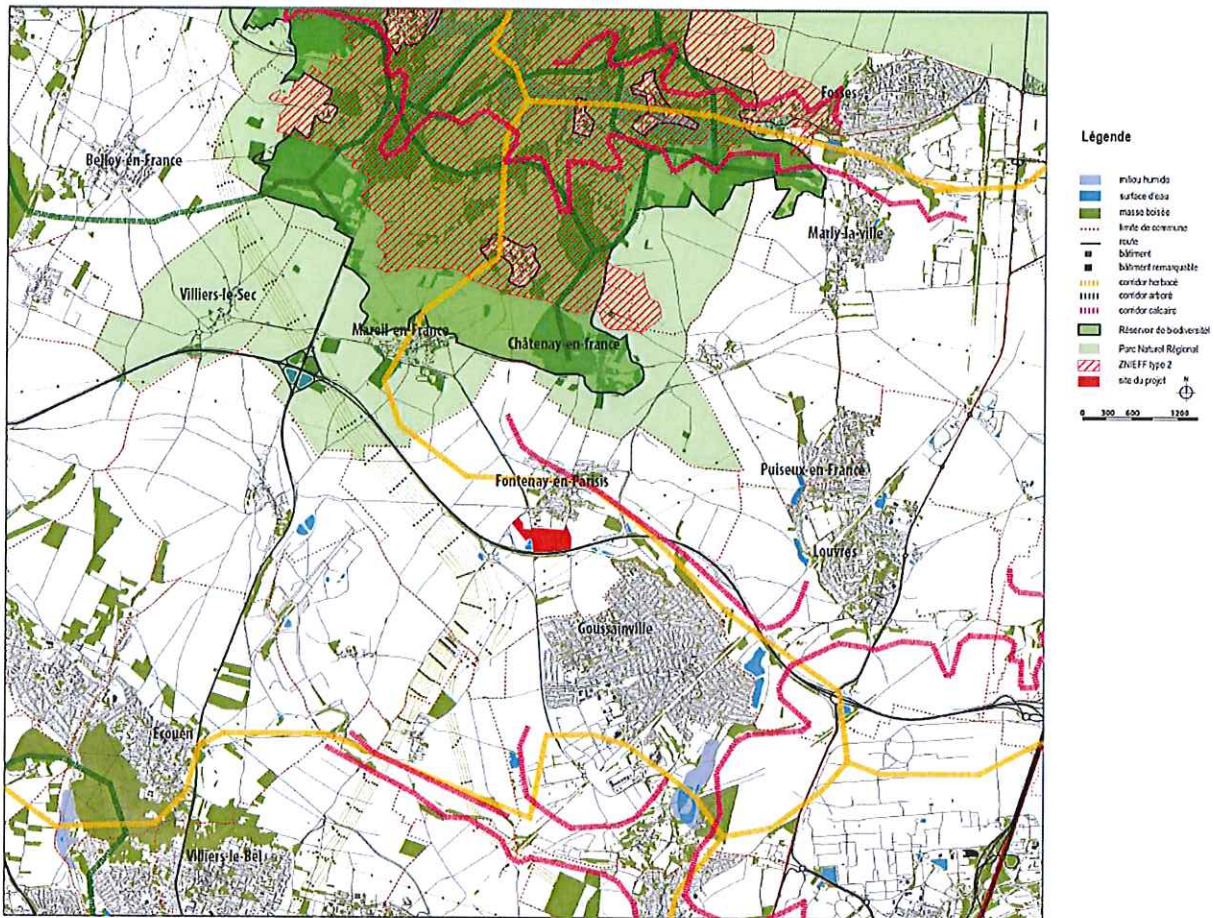 Fosses
Belloy-en-France
Marly-la-ville
Villiers-le-Sec
Mareil-en-France
Châtenay-en-france
Puiseux-en-France
Fontenay-en-Parisis
Louvres
Goussainville
Ecouen
Villiers-le-Bel
Légende
milieu humide
surface d'eau
masse boisée
limite de commune
route
bâtiment
bâtiment remarquable
corridor herbacé
corridor arboré
corridor calcaire
Réservoir de biodiversité
Parc Naturel Régional
ZNIEFF type 2
site du projet
N
0 300 600 1200